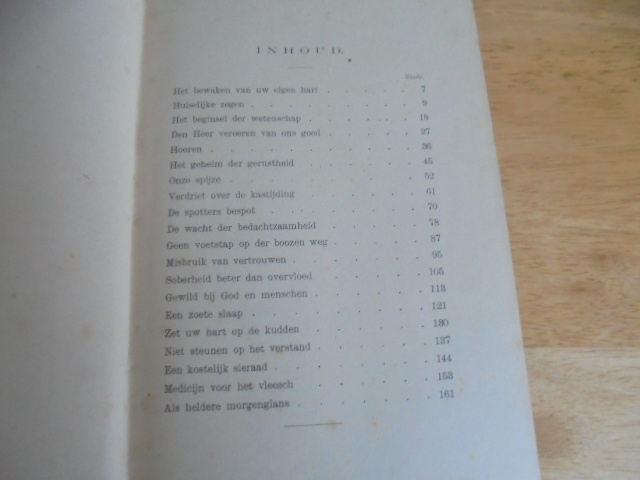 INHOUD.
Bladz.
Het bewaken van uw eigen hart . . . . . 7
Huiselijke zegen . . . . . . . . 9
Het beginsel der wetenschap . . . . . 18
Den Heer vereeren van ons goed . . . . 27
Hooren . . . . . . . . . 36
Het geheim der gerustheid . . . . . 45
Onze spijze . . . . . . . . 52
Verdriet over de kastijding . . . . . 61
De spotters bespot . . . . . . . 70
De wacht der bedachtzaamheid . . . . 78
Geen voetstap op der boozen weg . . . . 87
Misbruik van vertrouwen . . . . . 95
Soberheid beter dan overvloed . . . . 105
Gewild bij God en menschen . . . . . 113
Een zoete slaap . . . . . . . 121
Zet uw hart op de kudden . . . . . 130
Niet steunen op het verstand . . . . . 137
Een kostelijk sieraad . . . . . . 144
Medicijn voor het vleesch . . . . . 153
Als heldere morgenglans . . . . . . 161